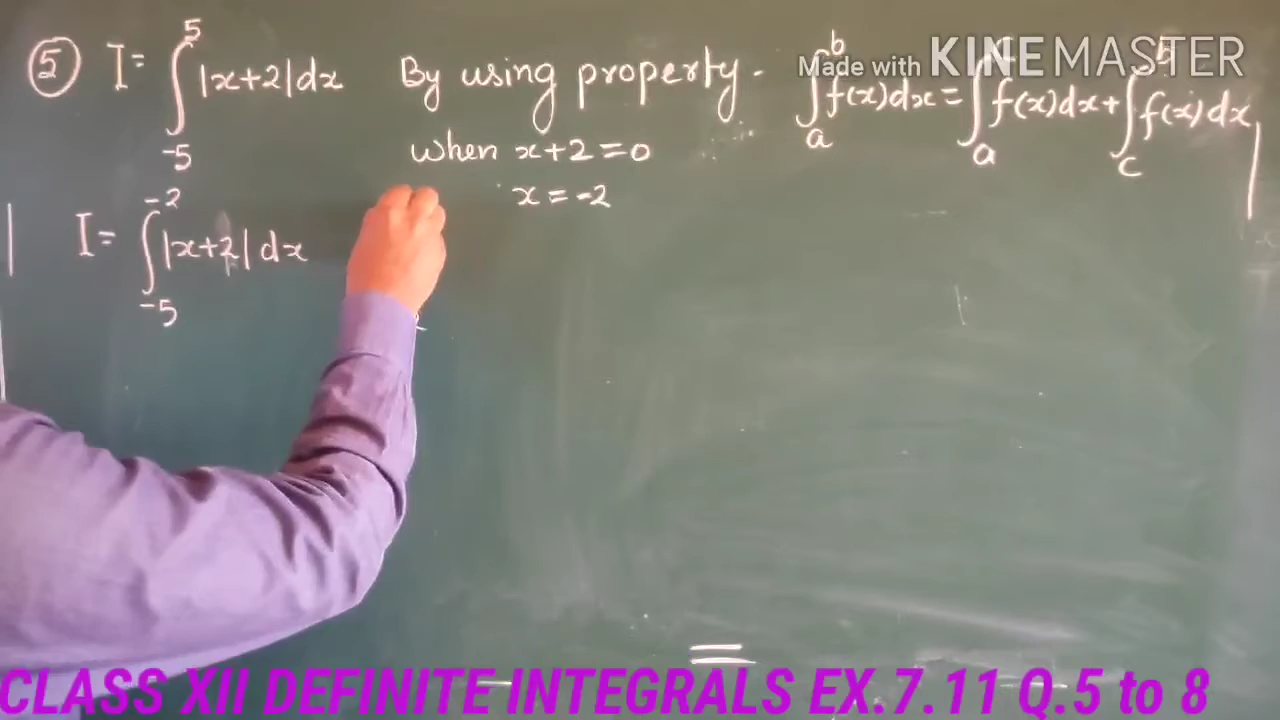 ⑤ I = ∫₋₅⁵ |x+2|dx By using property. ∫ₐᵇ f(x)dx = ∫ₐ f(x)dx + ∫꜀ᵇ f(x)dx
Made with KINEMASTER
when x+2=0
x = -2
I = ∫₋₅⁻² |x+2| dx
=
CLASS XII DEFINITE INTEGRALS EX.7.11 Q.5 to 8